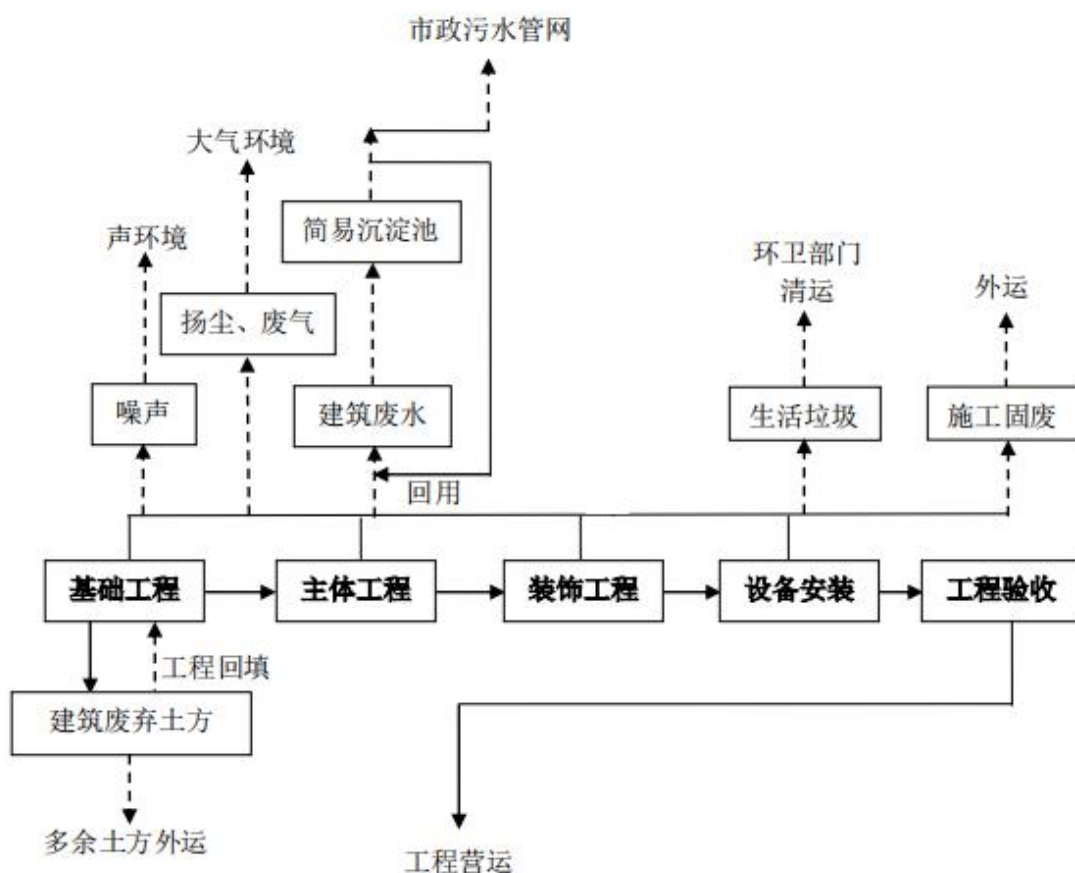 市政污水管网
大气环境
简易沉淀池
声环境
环卫部门
清运
外运
扬尘、废气
噪声
建筑废水
生活垃圾
施工固废
回用
基础工程
主体工程
装饰工程
设备安装
工程验收
工程回填
建筑废弃土方
多余土方外运
工程营运